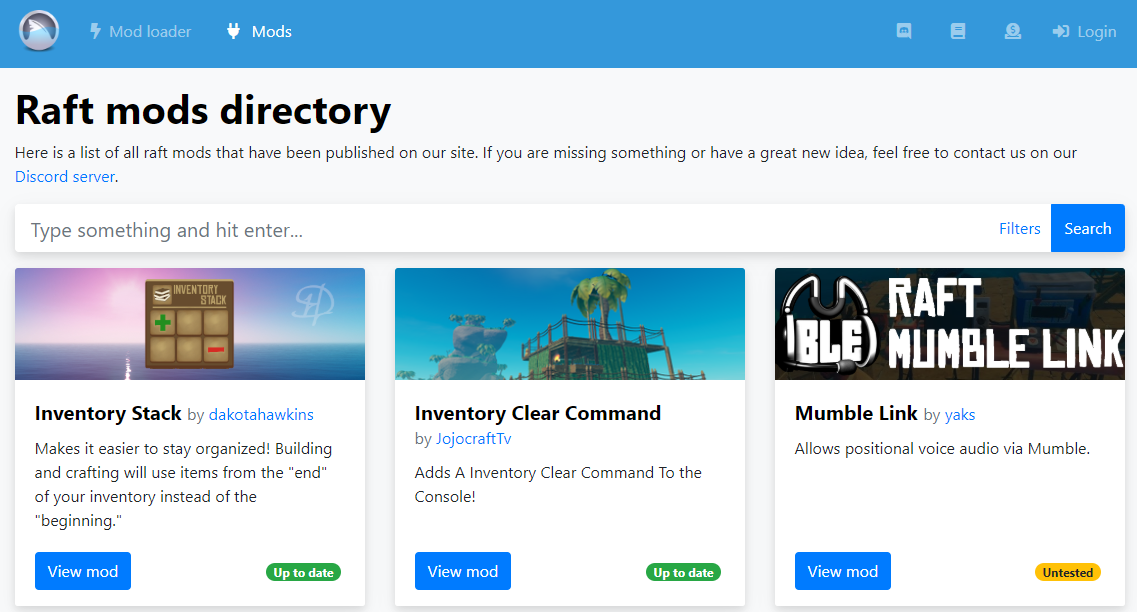 Mod loader Mods Login
Raft mods directory
Here is a list of all raft mods that have been published on our site. If you are missing something or have a great new idea, feel free to contact us on our
Discord server.
Type something and hit enter... Filters Search
INVENTORY
STACK
IBLE
RAFT
MUMBLE LINK
Inventory Stack by dakotahawkins
Makes it easier to stay organized! Building
and crafting will use items from the "end"
of your inventory instead of the
"beginning."
View mod Up to date
Inventory Clear Command
by JojocraftTv
Adds A Inventory Clear Command To the
Console!
View mod Up to date
Mumble Link by yaks
Allows positional voice audio via Mumble.
View mod Untested